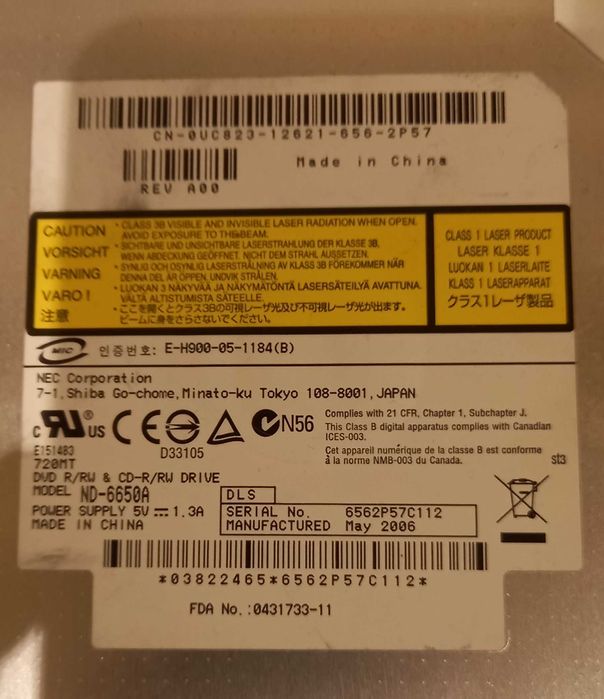 CN-0UC823-12621-656-2P57
Made in China
REV A00
CAUTION
· CLASS 3B VISIBLE AND INVISIBLE LASER RADIATION WHEN OPEN.
AVOID EXPOSURE TO THEBEAM.
VORSICHT
· SICHTBARE UND UNSICHTBARE LASERSTRAHLUNG DER KLASSE 3B,
WENN ABDECKUNG GEÖFFNET. NICHT DEM STRAHL AUSSETZEN.
VARNING
· SYNLIG OCH OSYNLIG LASERSTRÅLNING AV KLASS 3B FÖREKOMMER NÄR
DENNA DEL ÄR ÖPPEN, UNDVIK STRÅLEN.
VARO!
· LUOKAN 3 NÄKYVÄÄ JA NÄKYMÄTÖNTÄ LASERSÄTEILYÄ AVATTUNA.
VÄLTÄ ALTISTUMISTA SÄTEELLE.
注意
· ここを開くとクラス3Bの可視レーザ光及び不可視レーザ光が出ます。
ビームに身をさらさないでください。
CLASS 1 LASER PRODUCT
LASER KLASSE 1
LUOKAN 1 LASERLAITE
KLASS 1 LASERAPPARAT
クラス1レーザ製品
MIC 인증번호: E-H900-05-1184(B)
NEC Corporation
7-1,Shiba Go-chome,Minato-ku Tokyo 108-8001,JAPAN
c RU ® US CE D33105 N56
E151483
720MT
Complies with 21 CFR, Chapter 1, Subchapter J.
This Class B digital apparatus complies with Canadian
ICES-003.
Cet appareil numérique de la classe B est conforme
à la norme NMB-003 du Canada.
st3
DVD R/RW & CD-R/RW DRIVE
MODEL ND-6650A
POWER SUPPLY 5V ⎓ 1.3A
MADE IN CHINA
DLS
SERIAL No. 6562P57C112
MANUFACTURED May 2006
*03822465*6562P57C112*
FDA No.:0431733-11